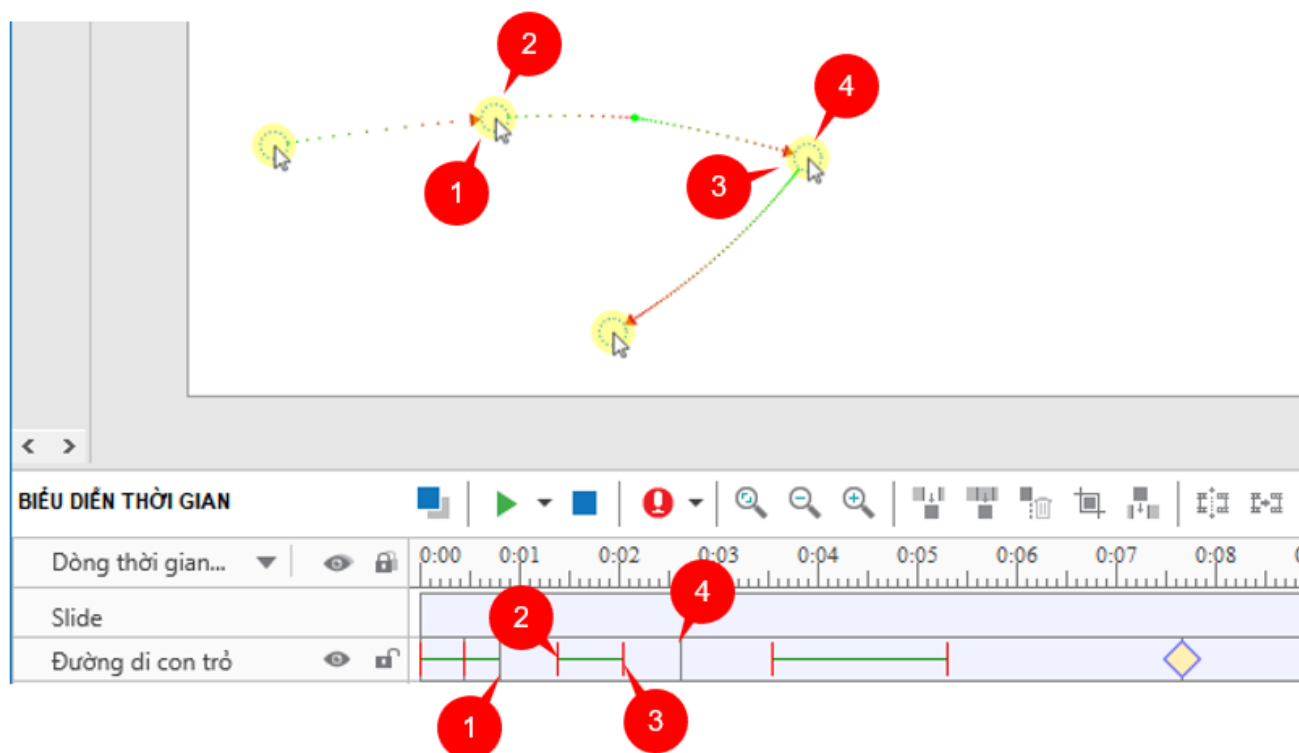 2
4
1
3
BIỂU DIỄN THỜI GIAN
Dòng thời gian... 0:00 0:01 0:02 0:03 0:04 0:05 0:06 0:07 0:08
4
Slide
2
Đường di con trỏ
1
3